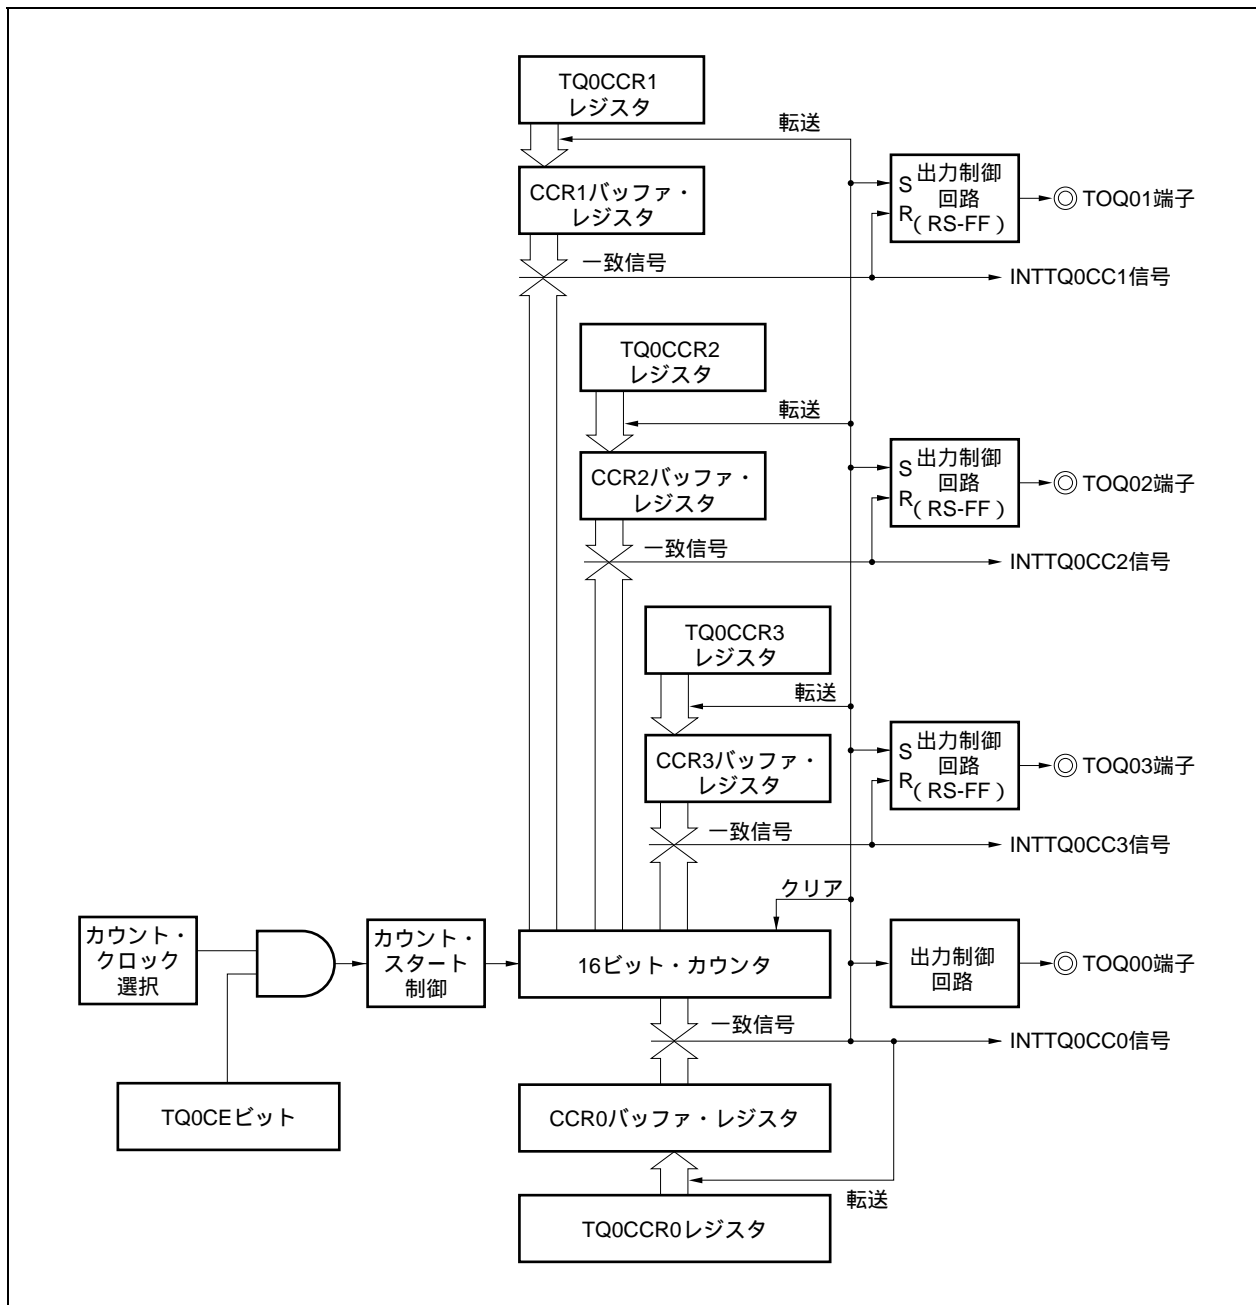 TQ0CCR1
レジスタ
転送
CCR1バッファ・
レジスタ
S 出力制御
回路
R ( RS-FF )
TOQ01端子
一致信号
INTTQ0CC1信号
TQ0CCR2
レジスタ
転送
CCR2バッファ・
レジスタ
S 出力制御
回路
R ( RS-FF )
TOQ02端子
一致信号
INTTQ0CC2信号
TQ0CCR3
レジスタ
転送
CCR3バッファ・
レジスタ
S 出力制御
回路
R ( RS-FF )
TOQ03端子
一致信号
INTTQ0CC3信号
クリア
カウント・
クロック
選択
カウント・
スタート
制御
16ビット・カウンタ
出力制御
回路
TOQ00端子
一致信号
INTTQ0CC0信号
TQ0CEビット
CCR0バッファ・レジスタ
転送
TQ0CCR0レジスタ